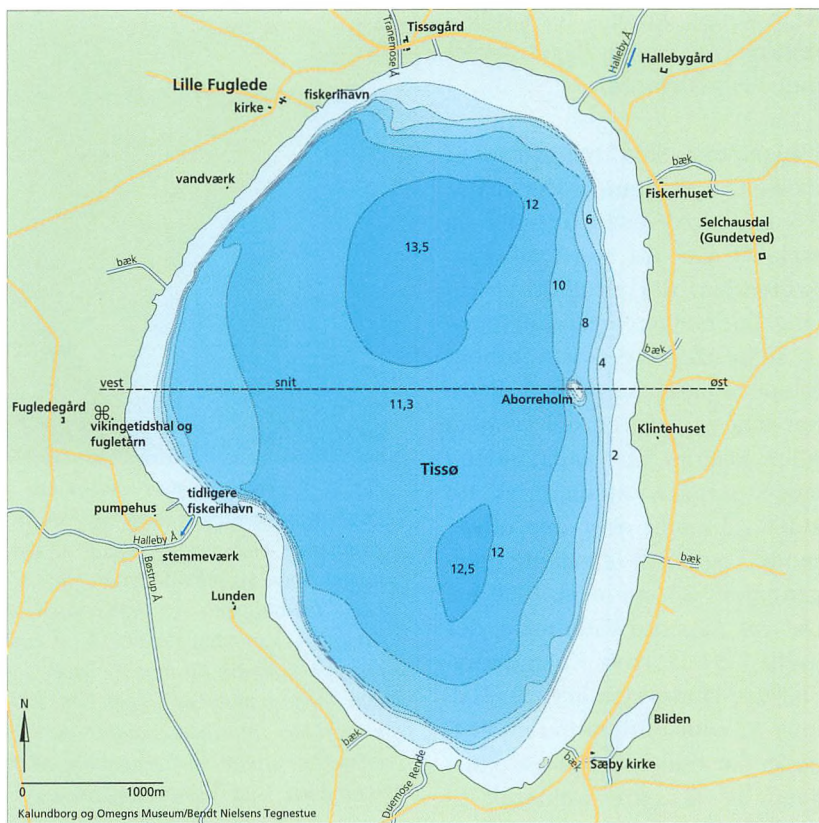 Tissøgård
Tranemose Å
Halleby Å
Hallebygård
Lille Fuglede
kirke
fiskerihavn
bæk
Fiskerhuset
vandværk
Selchausdal
(Gundetved)
12
6
13,5
bæk
10
8
bæk
4
vest
snit
øst
11,3
Aborreholm
Fugledegård
vikingetidshal og
fugletårn
Klintehuset
2
Tissø
tidligere
fiskerihavn
pumpehus
Halleby Å
stemmeværk
Bøstrup Å
12
12,5
bæk
Lunden
N
Bliden
bæk
bæk
Sæby kirke
Duemose Rende
0
1000m
Kalundborg og Omegns Museum/Bendt Nielsens Tegnestue